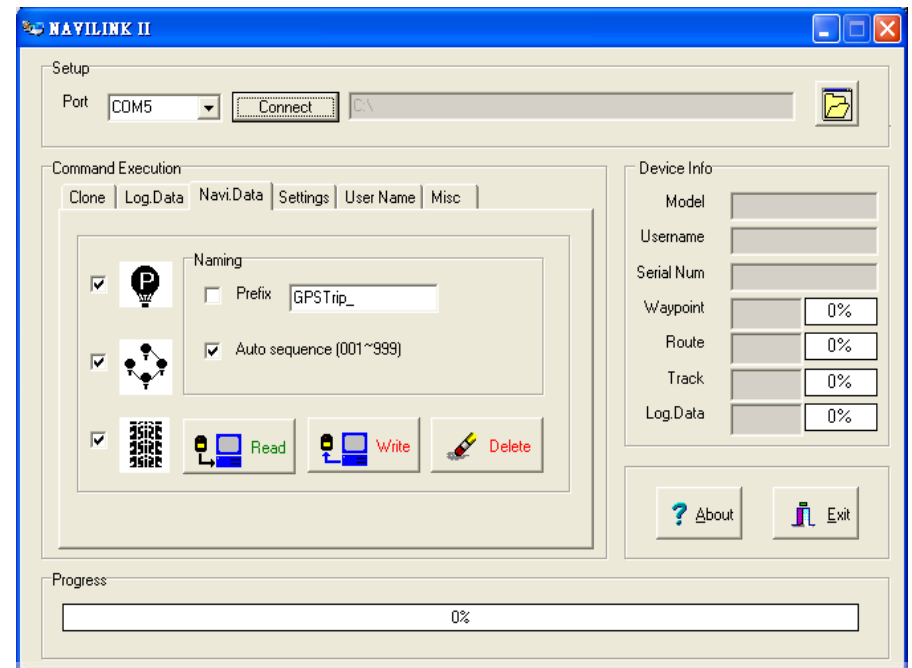 NAVILINK II
Setup
Port COM5 Connect C:\
Command Execution
Clone Log.Data Navi.Data Settings User Name Misc
Naming
P
Prefix GPSTrip_
Auto sequence (001~999)
Read Write Delete
Device Info
Model
Username
Serial Num
Waypoint 0%
Route 0%
Track 0%
Log.Data 0%
? About Exit
Progress
0%